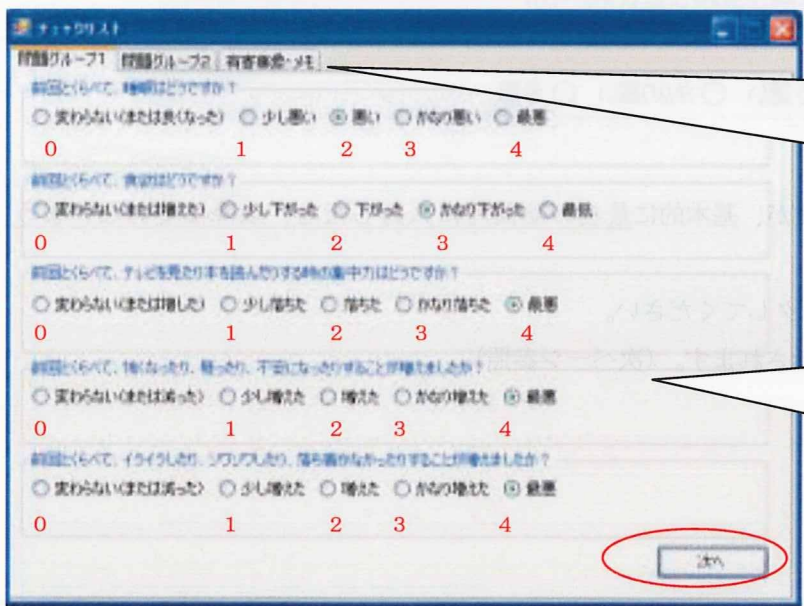 チェックリスト
問題グループ1 問題グループ2 有害事象・メモ
前回とくらべて、睡眠はどうですか?
変わらない(または良くなった) 少し悪い 悪い かなり悪い 最悪
0 1 2 3 4
前回とくらべて、食欲はどうですか?
変わらない(または増えた) 少し下がった 下がった かなり下がった 最低
0 1 2 3 4
前回とくらべて、テレビを見たり本を読んだりする時の集中力はどうですか?
変わらない(または増した) 少し落ちた 落ちた かなり落ちた 最悪
0 1 2 3 4
前回とくらべて、怖くなったり、疑ったり、不安になったりすることが増えましたか?
変わらない(または減った) 少し増えた 増えた かなり増えた 最悪
0 1 2 3 4
前回とくらべて、イライラしたり、ソワソワしたり、落ち着かなかったりすることが増えましたか?
変わらない(または減った) 少し増えた 増えた かなり増えた 最悪
0 1 2 3 4
次へ